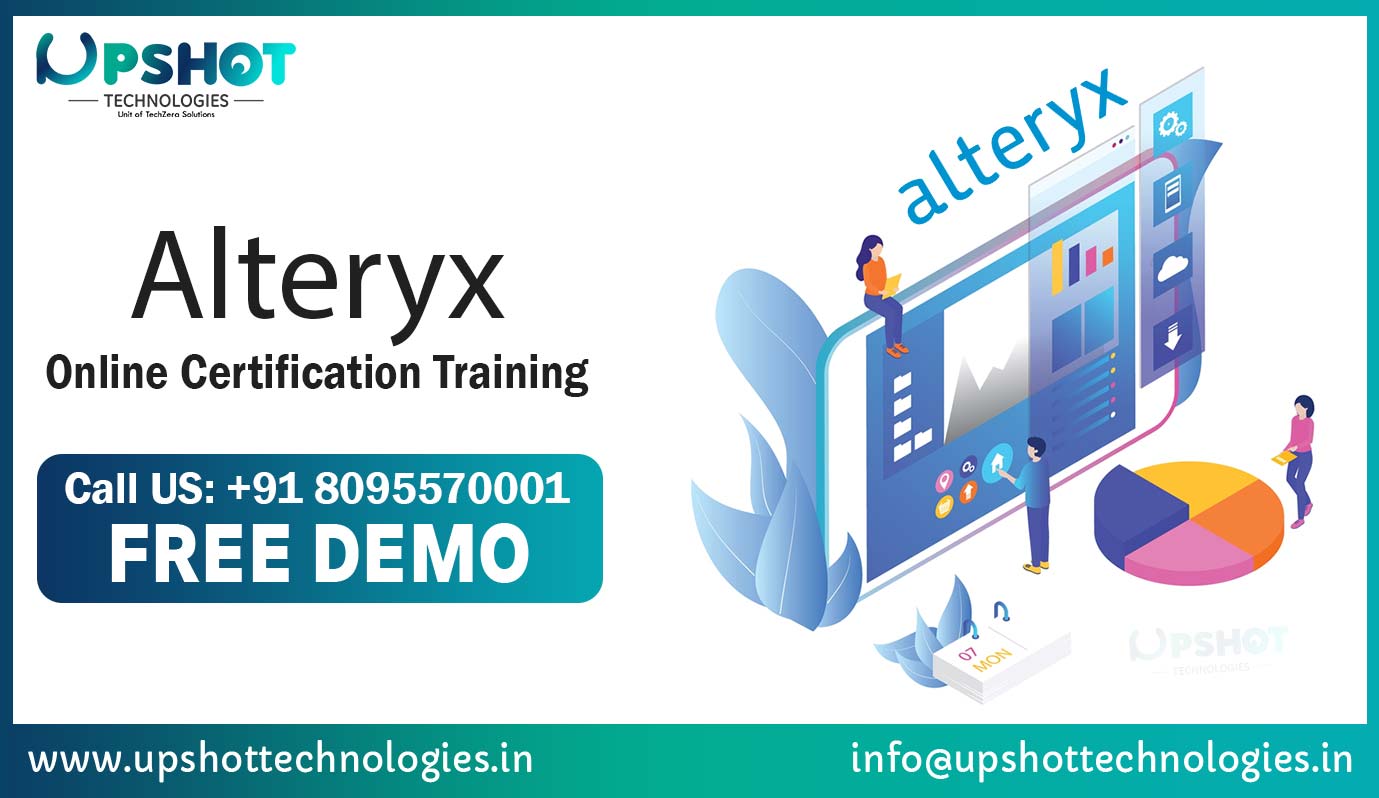 UPSHOT
TECHNOLOGIES
Unit of TechZera Solutions
alteryx
Alteryx
Online Certification Training
Call US: +91 8095570001
FREE DEMO
07
MON
UPSHOT
TECHNOLOGIES
www.upshottechnologies.in
info@upshottechnologies.in